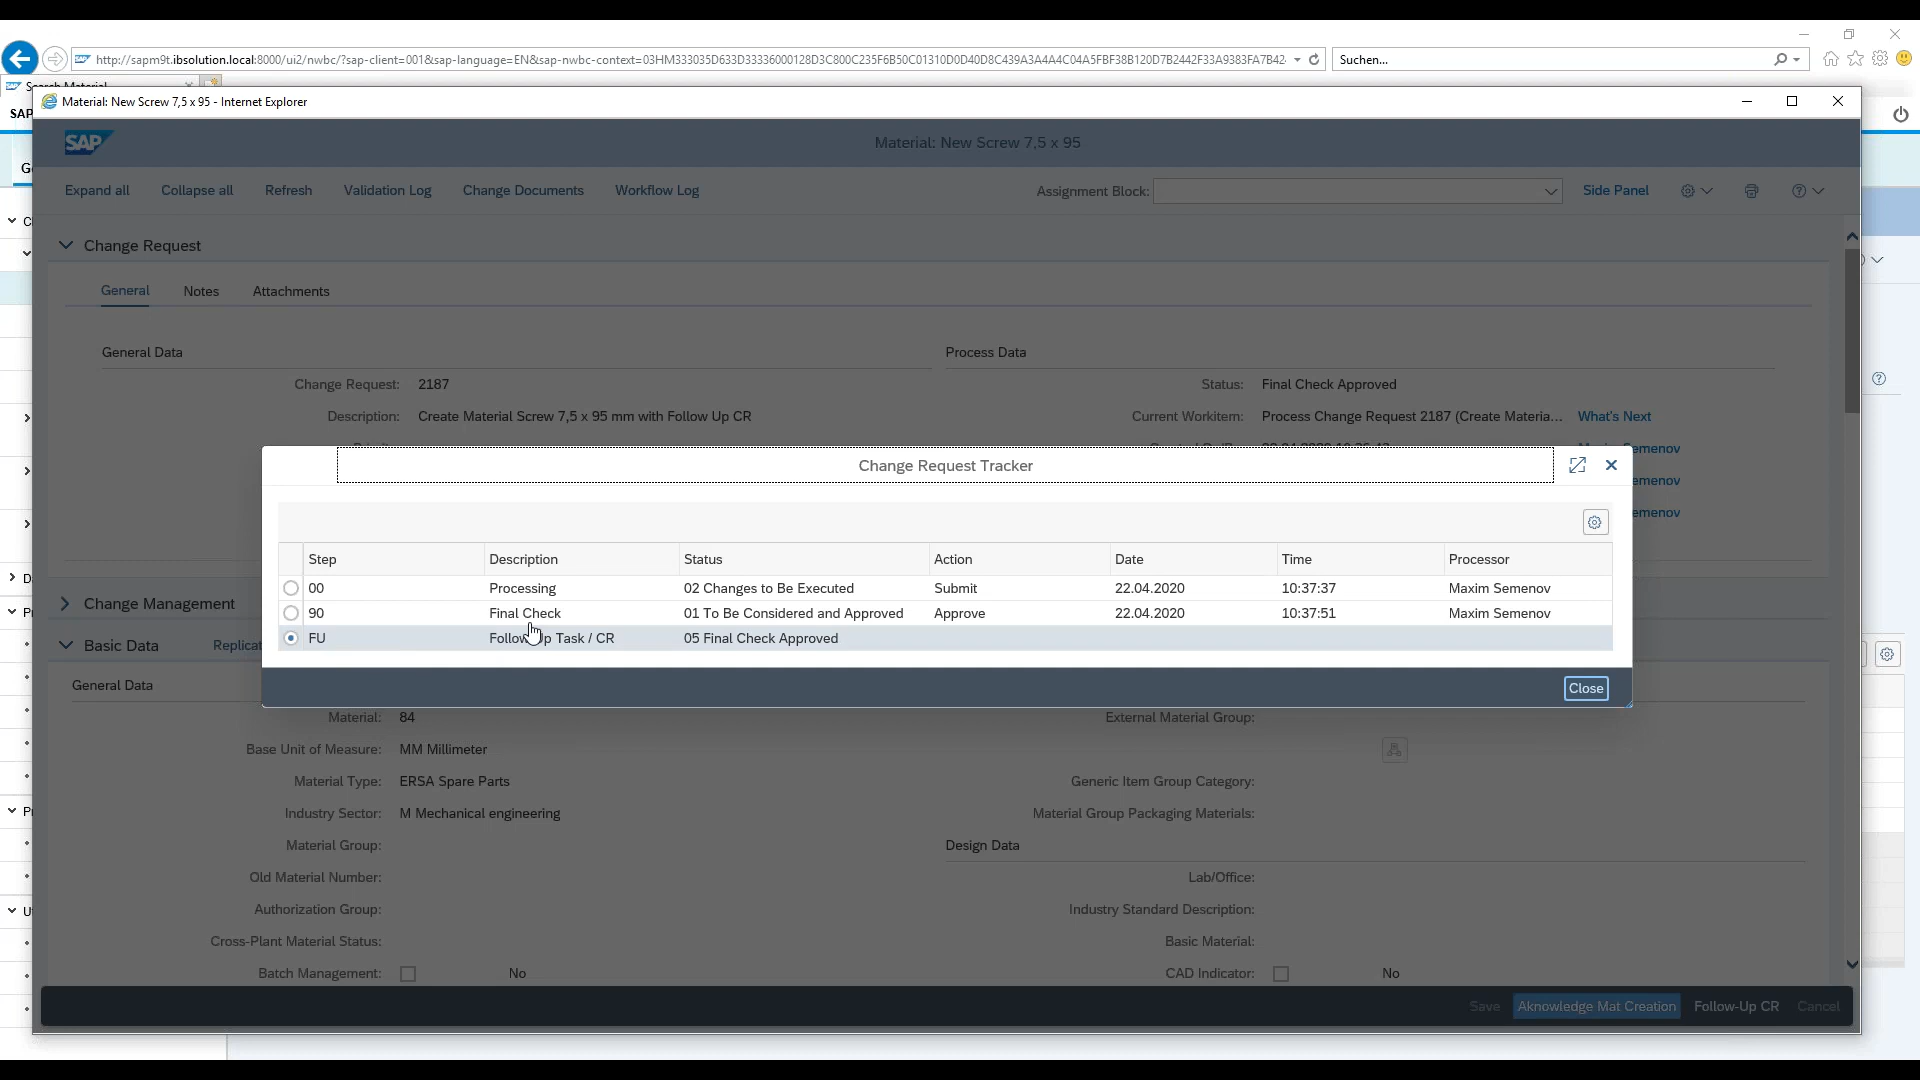 http://sapm9t.ibsolution.local:8000/ui2/nwbc/?sap-client=001&sap-language=EN&sap-nwbc-context=03HM333035D633D33336000128D3C800C235F6B50C01310D0D40D8C439A3A4A4C04A5FBF38B120D7B2442F33A9383FA7B42
Suchen...
Material: New Screw 7,5 x 95 - Internet Explorer
SAP
SAP Material: New Screw 7,5 x 95
Expand all Collapse all Refresh Validation Log Change Documents Workflow Log Assignment Block: Side Panel
Change Request
General Notes Attachments
General Data Process Data
Change Request: 2187 Status: Final Check Approved
Description: Create Material Screw 7,5 x 95 mm with Follow Up CR Current Workitem: Process Change Request 2187 (Create Materia... What's Next
emenov
Change Request Tracker
emenov
emenov
Step Description Status Action Date Time Processor
00 Processing 02 Changes to Be Executed Submit 22.04.2020 10:37:37 Maxim Semenov
90 Final Check 01 To Be Considered and Approved Approve 22.04.2020 10:37:51 Maxim Semenov
FU Follow Up Task / CR 05 Final Check Approved
Close
Change Management
Basic Data Replicat
General Data
Material: 84 External Material Group:
Base Unit of Measure: MM Millimeter
Material Type: ERSA Spare Parts Generic Item Group Category:
Industry Sector: M Mechanical engineering Material Group Packaging Materials:
Material Group: Design Data
Old Material Number: Lab/Office:
Authorization Group: Industry Standard Description:
Cross-Plant Material Status: Basic Material:
Batch Management: No CAD Indicator: No
Save Aknowledge Mat Creation Follow-Up CR Cancel